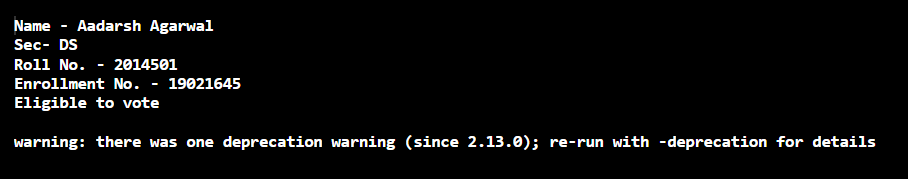 Name - Aadarsh Agarwal
Sec- DS
Roll No. - 2014501
Enrollment No. - 19021645
Eligible to vote
warning: there was one deprecation warning (since 2.13.0); re-run with -deprecation for details